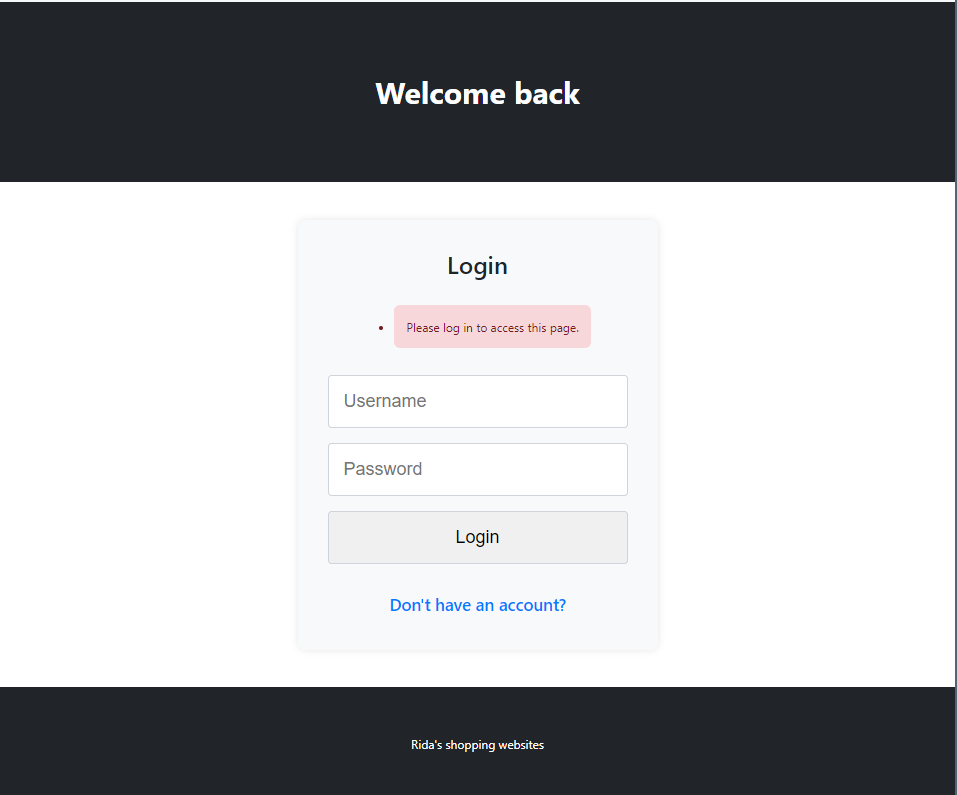 Welcome back
Login
Please log in to access this page.
Username
Password
Login
Don't have an account?
Rida's shopping websites